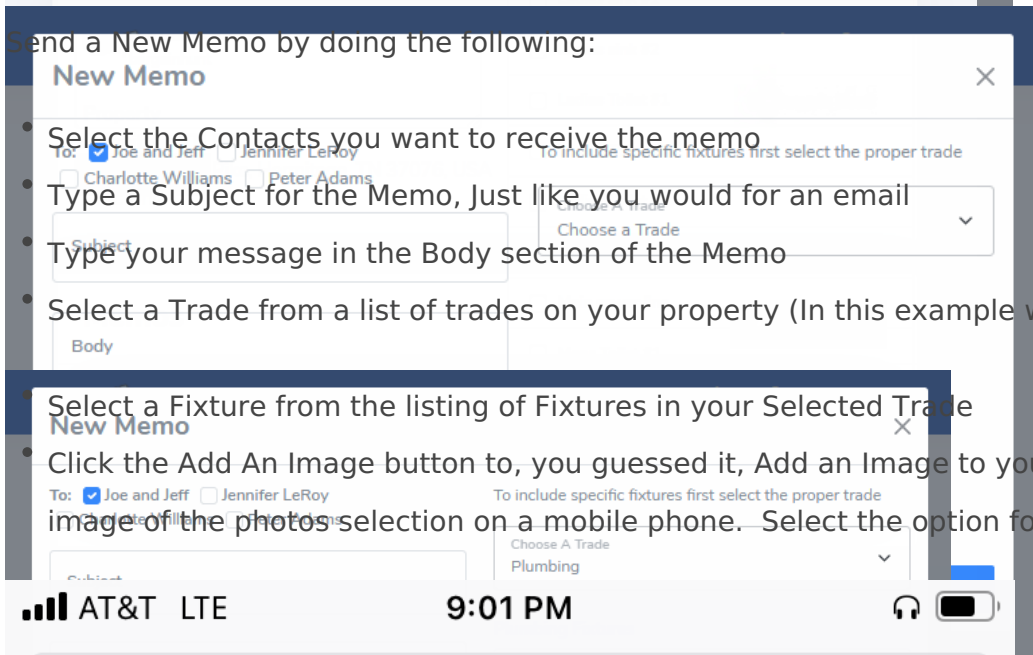 Send a New Memo by doing the following:
New Memo
Select the Contacts you want to receive the memo
To: Joe and Jeff Jennifer LeRoy
To include specific fixtures first select the proper trade
Charlotte Williams Peter Adams
Type a Subject for the Memo, Just like you would for an email
Choose A Trade
Choose a Trade
Subject
Type your message in the Body section of the Memo
Select a Trade from a list of trades on your property (In this example
Body
Select a Fixture from the listing of Fixtures in your Selected Trade
New Memo
Click the Add An Image button to, you guessed it, Add an Image to
To: Joe and Jeff Jennifer LeRoy
To include specific fixtures first select the proper trade
Charlotte Williams Peter Adams
image of the photos selection on a mobile phone. Select the option
Choose A Trade
Plumbing
Subject
AT&T LTE 9:01 PM